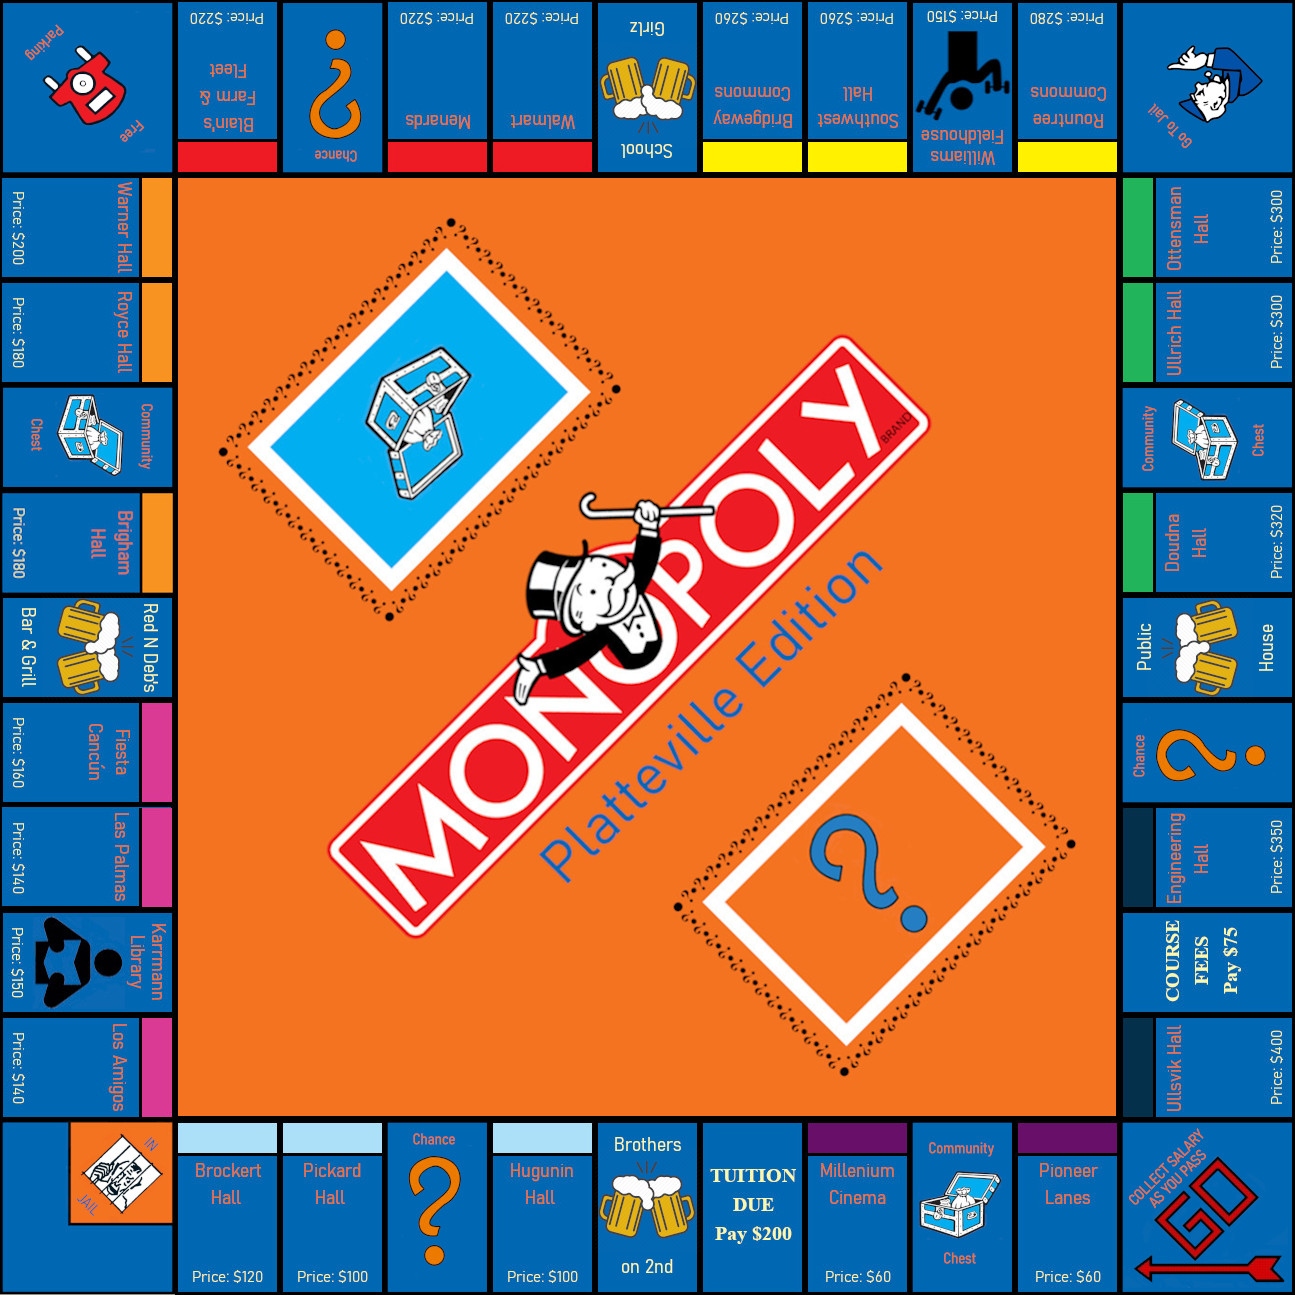 Free
Parking
Price: $220
Blain's
Farm &
Fleet
Chance
Price: $220
Menards
Price: $220
Walmart
School
Girlz
Price: $260
Bridgeway
Commons
Price: $260
Southwest
Hall
Price: $150
Williams
Fieldhouse
Price: $280
Rountree
Commons
Go To Jail
Warner Hall
Price: $200
Royce Hall
Price: $180
Community
Chest
Brigham
Hall
Price: $180
Red N Deb's
Bar & Grill
Fiesta
Cancún
Price: $160
Las Palmas
Price: $140
Karrmann
Library
Price: $150
Los Amigos
Price: $140
MONOPOLY
BRAND
Platteville Edition
Ottensman
Hall
Price: $300
Ullrich Hall
Price: $300
Community
Chest
Doudna
Hall
Price: $320
Public
House
Chance
Engineering
Hall
Price: $350
COURSE
FEES
Pay $75
Ullsvik Hall
Price: $400
IN
JAIL
Brockert
Hall
Price: $120
Pickard
Hall
Price: $100
Chance
Hugunin
Hall
Price: $100
Brothers
on 2nd
TUITION
DUE
Pay $200
Millenium
Cinema
Price: $60
Community
Chest
Pioneer
Lanes
Price: $60
COLLECT SALARY
AS YOU PASS
GO